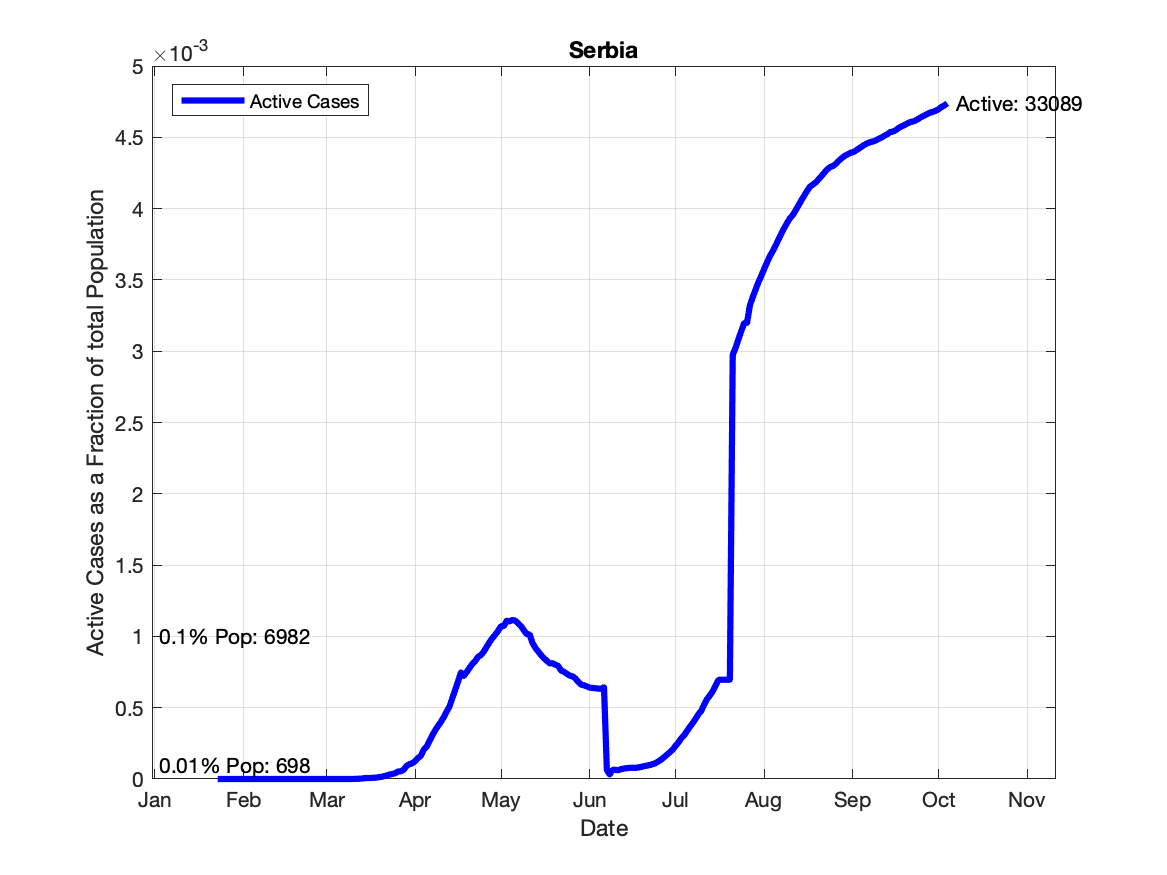 Serbia
×10-3
Active Cases
Active: 33089
5
4.5
4
3.5
3
2.5
2
1.5
1
0.5
0
0.1% Pop: 6982
0.01% Pop: 698
Active Cases as a Fraction of total Population
Jan Feb Mar Apr May Jun Jul Aug Sep Oct Nov
Date